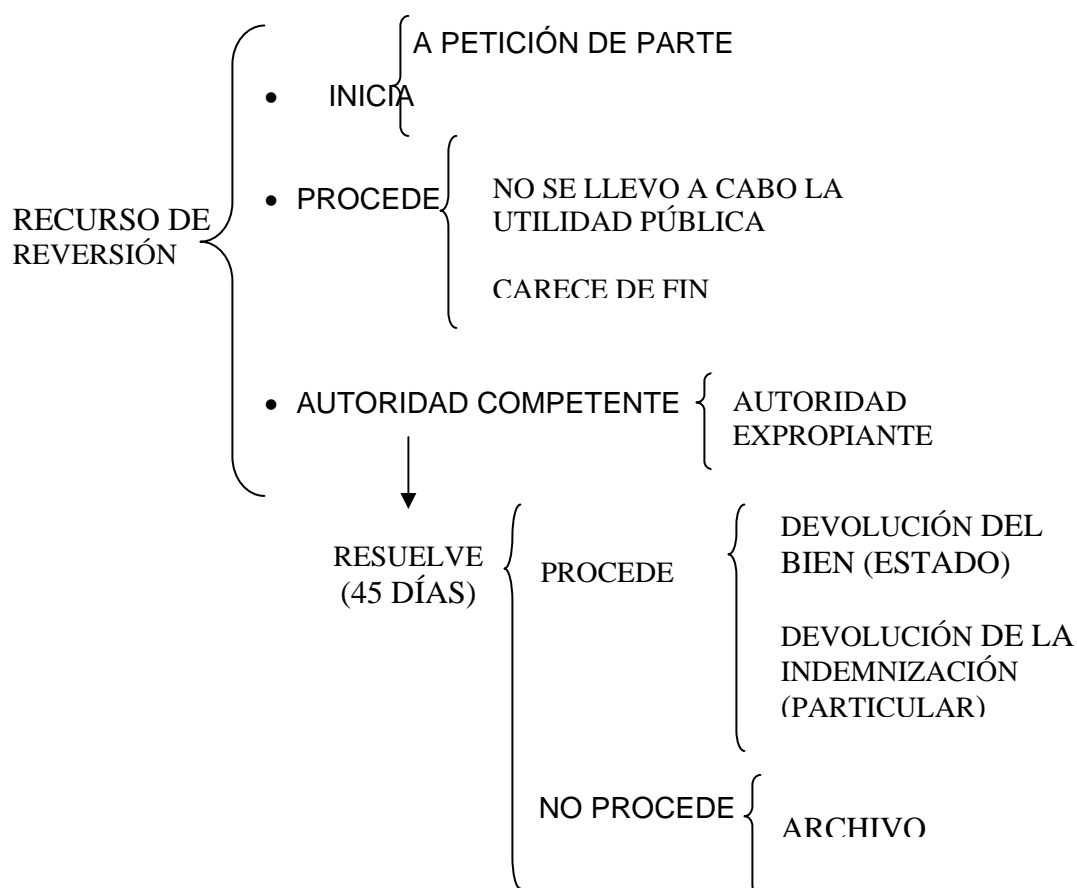 A PETICIÓN DE PARTE
• INICIA
• PROCEDE
NO SE LLEVO A CABO LA
UTILIDAD PÚBLICA
CARECE DE FIN
RECURSO DE
REVERSIÓN
• AUTORIDAD COMPETENTE
AUTORIDAD
EXPROPIANTE
RESUELVE
(45 DÍAS)
PROCEDE
DEVOLUCIÓN DEL
BIEN (ESTADO)
DEVOLUCIÓN DE LA
INDEMNIZACIÓN
(PARTICULAR)
NO PROCEDE
ARCHIVO